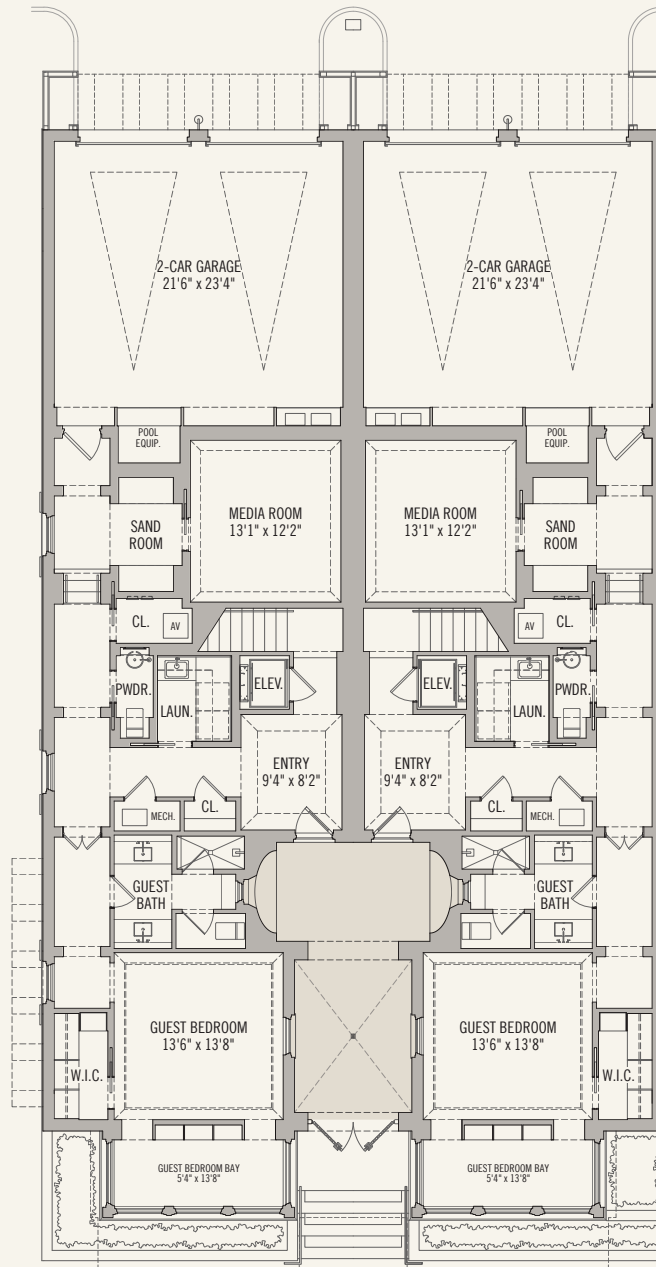 2-CAR GARAGE
21'6" x 23'4"
2-CAR GARAGE
21'6" x 23'4"
POOL
EQUIP.
POOL
EQUIP.
SAND
ROOM
MEDIA ROOM
13'1" x 12'2"
MEDIA ROOM
13'1" x 12'2"
SAND
ROOM
CL.
AV
AV
CL.
PWDR.
LAUN.
ELEV.
ELEV.
LAUN.
PWDR.
ENTRY
9'4" x 8'2"
ENTRY
9'4" x 8'2"
MECH.
CL.
CL.
MECH.
GUEST
BATH
GUEST
BATH
GUEST BEDROOM
13'6" x 13'8"
GUEST BEDROOM
13'6" x 13'8"
W.I.C.
W.I.C.
GUEST BEDROOM BAY
5'4" x 13'8"
GUEST BEDROOM BAY
5'4" x 13'8"